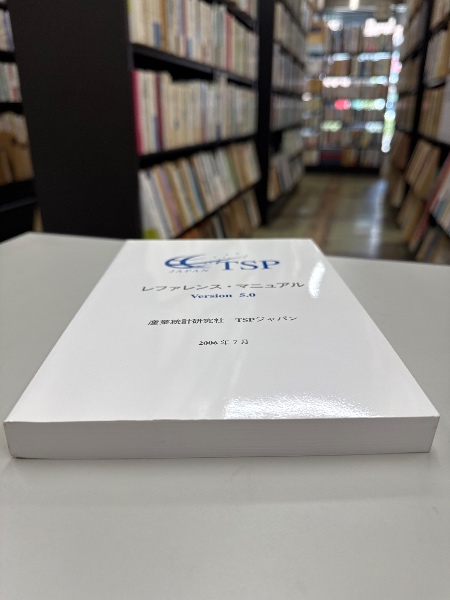 TSP
JAPAN
レファレンス・マニュアル
Version 5.0
産業統計研究社 TSPジャパン
2006年7月